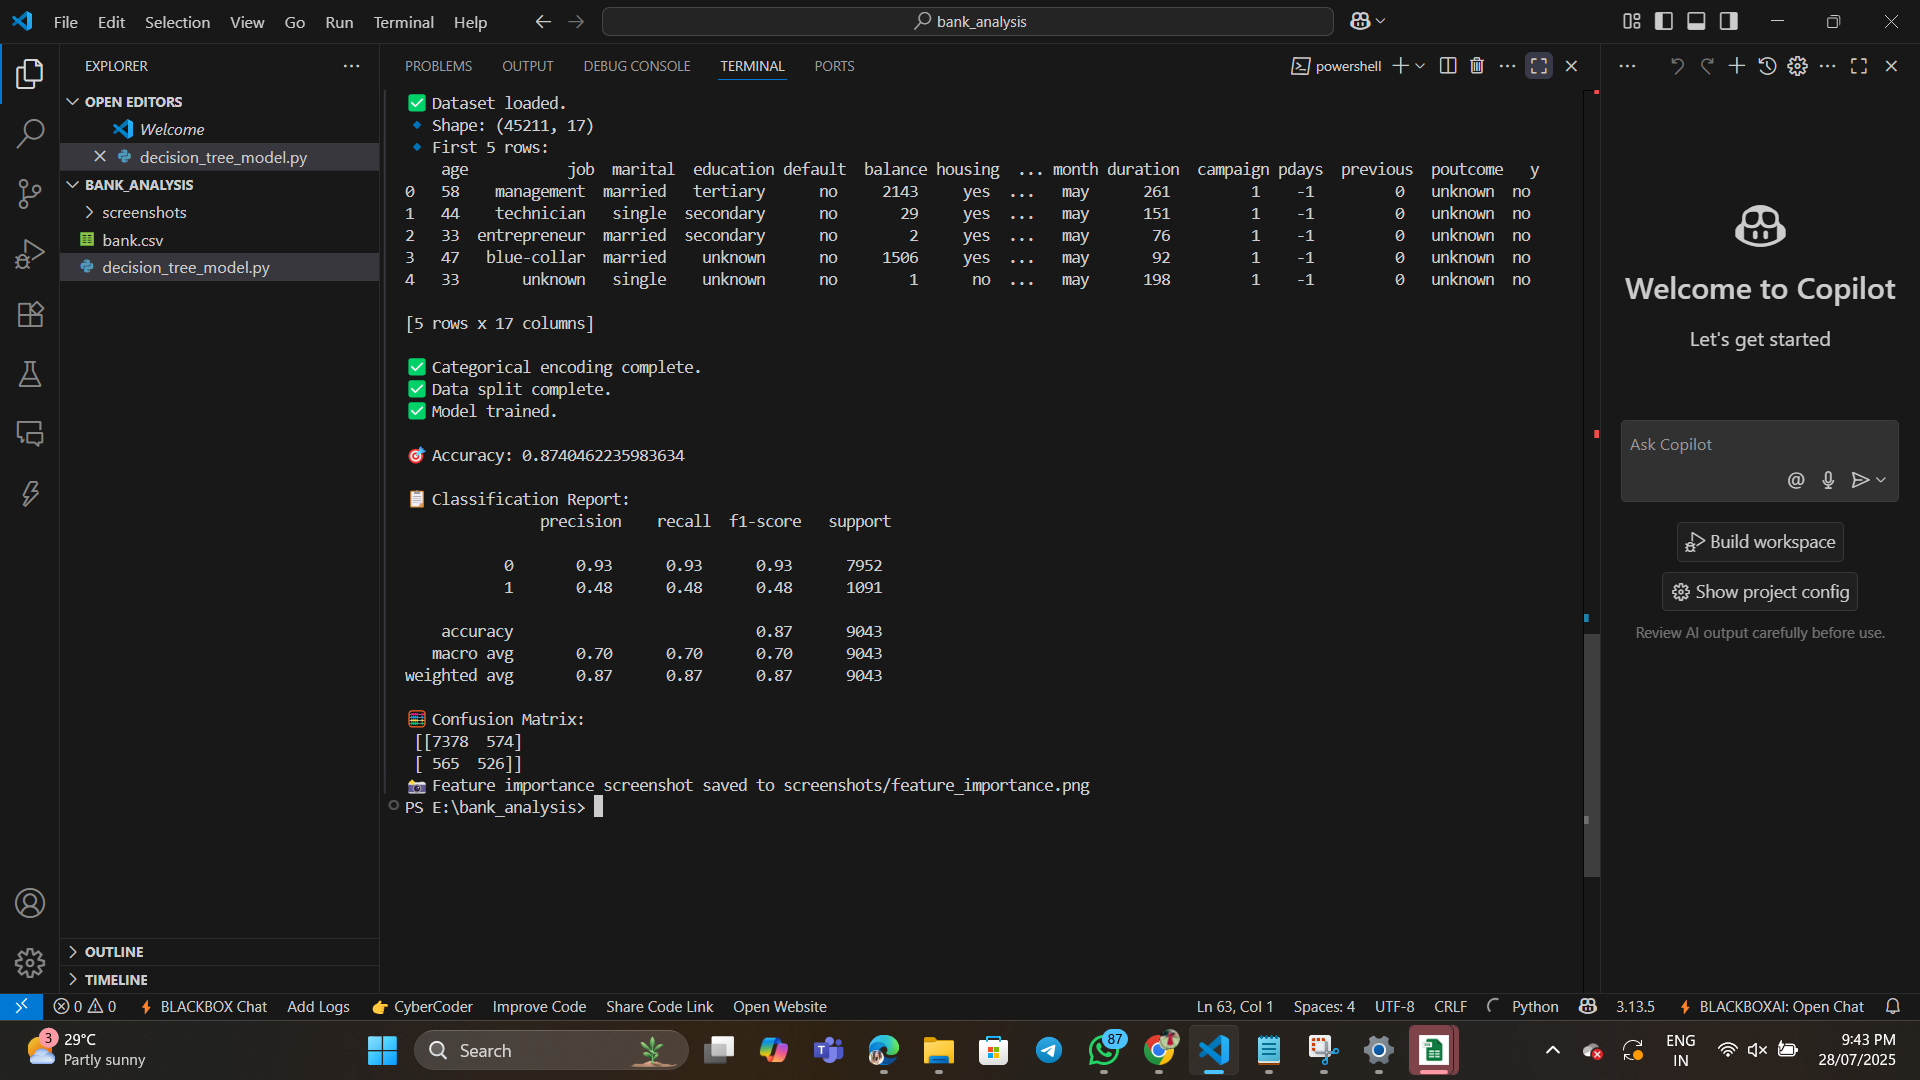 File Edit Selection View Go Run Terminal Help
bank_analysis
EXPLORER
OPEN EDITORS
Welcome
decision_tree_model.py
BANK_ANALYSIS
screenshots
bank.csv
decision_tree_model.py
OUTLINE
TIMELINE
PROBLEMS OUTPUT DEBUG CONSOLE TERMINAL PORTS
powershell
✅ Dataset loaded.
🔹 Shape: (45211, 17)
🔹 First 5 rows:
age job marital education default balance housing ... month duration campaign pdays previous poutcome y
0 58 management married tertiary no 2143 yes ... may 261 1 -1 0 unknown no
1 44 technician single secondary no 29 yes ... may 151 1 -1 0 unknown no
2 33 entrepreneur married secondary no 2 yes ... may 76 1 -1 0 unknown no
3 47 blue-collar married unknown no 1506 yes ... may 92 1 -1 0 unknown no
4 33 unknown single unknown no 1 no ... may 198 1 -1 0 unknown no
[5 rows x 17 columns]
✅ Categorical encoding complete.
✅ Data split complete.
✅ Model trained.
🎯 Accuracy: 0.8740462235983634
📋 Classification Report:
precision recall f1-score support
0 0.93 0.93 0.93 7952
1 0.48 0.48 0.48 1091
accuracy 0.87 9043
macro avg 0.70 0.70 0.70 9043
weighted avg 0.87 0.87 0.87 9043
🧮 Confusion Matrix:
[[7378 574]
[ 565 526]]
📸 Feature importance screenshot saved to screenshots/feature_importance.png
PS E:\bank_analysis>
Welcome to Copilot
Let's get started
Ask Copilot
Build workspace
Show project config
Review AI output carefully before use.
0 0 BLACKBOX Chat Add Logs 👉 CyberCoder Improve Code Share Code Link Open Website
Ln 63, Col 1 Spaces: 4 UTF-8 CRLF Python 3.13.5 BLACKBOXAI: Open Chat
3
29°C
Partly sunny
Search
87
ENG
IN
9:43 PM
28/07/2025